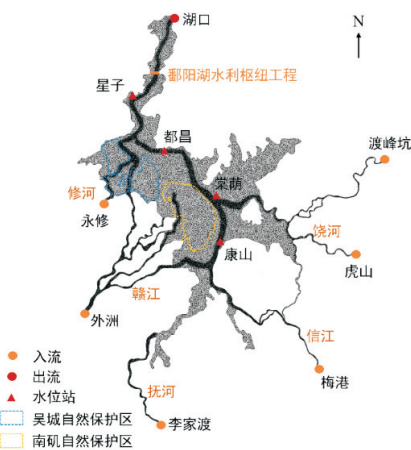 湖口
N
鄱阳湖水利枢纽工程
星子
都昌
渡峰坑
棠荫
修河
永修
饶河
康山
虎山
赣江
外洲
信江
入流
出流
梅港
水位站
抚河
吴城自然保护区
李家渡
南矶自然保护区